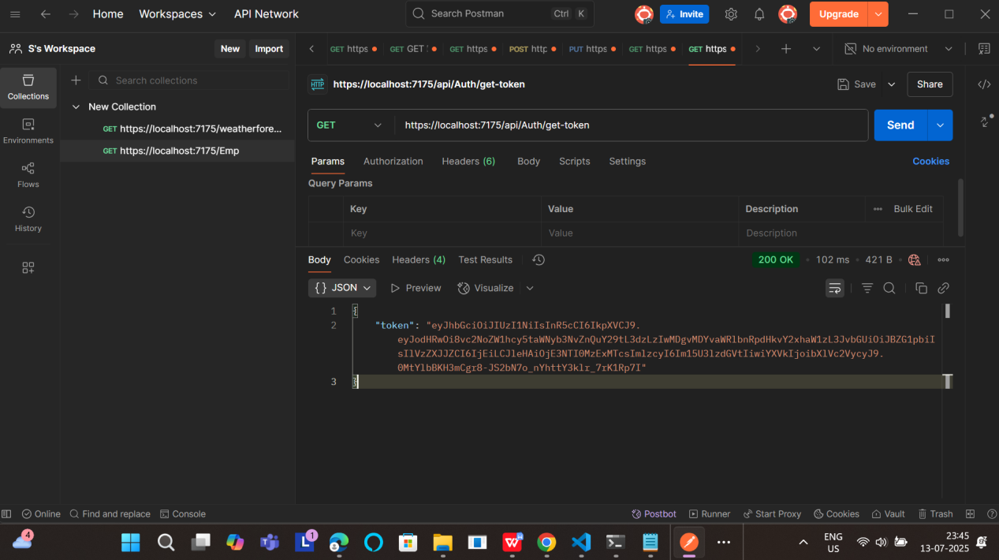 Home Workspaces API Network Search Postman Ctrl K Invite Upgrade
S's Workspace New Import GET https GET GET GET https POST http PUT https GET https GET https No environment
Search collections
https://localhost:7175/api/Auth/get-token Save Share
Collections
New Collection
GET https://localhost:7175/weatherfore...
GET https://localhost:7175/Emp
Environments
Flows
History
GET https://localhost:7175/api/Auth/get-token Send
Params Authorization Headers (6) Body Scripts Settings Cookies
Query Params
Key Value Description Bulk Edit
Key Value Description
Body Cookies Headers (4) Test Results 200 OK 102 ms 421 B
{} JSON Preview Visualize
1 {
2 "token": "eyJhbGciOiJIUzI1NiIsInR5cCI6IkpXVCJ9.
eyJodHRwOi8vc2NoZW1hcy5taWNyb3NvZnQuY29tL3dzLzIwMDgvMDYvaWRlbnRpdHkvY2xhaW1zL3JvbGUiOiJBZG1pbiI
sIlVzZXJJZCI6IjEiLCJleHAiOjE3NTI0MzExMTcsImlzcyI6Im15U3lzdGVtIiwiYXVkIjoibXlVc2VycyJ9.
0MtYlbBKH3mCgr8-JS2bN7o_nYhttY3klr_7rK1Rp7I"
3 }
Online Find and replace Console Postbot Runner Start Proxy Cookies Vault Trash
4 1 ENG
US 23:45
13-07-2025